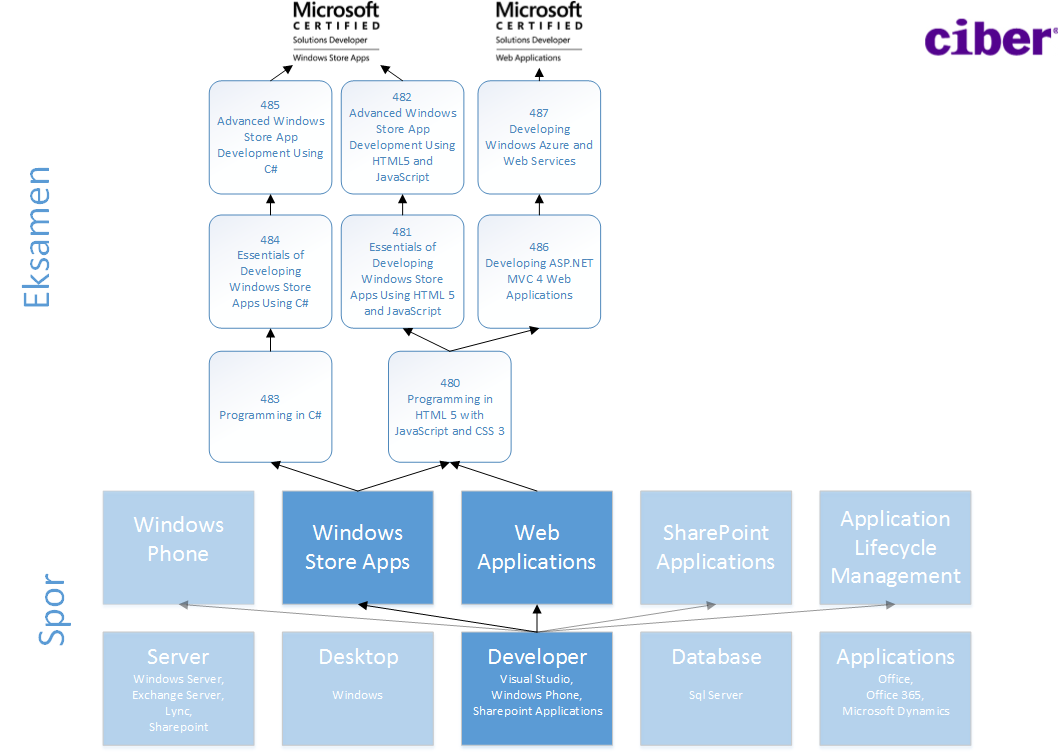 Microsoft
CERTIFIED
Solutions Developer
Windows Store Apps
Microsoft
CERTIFIED
Solutions Developer
Web Applications
ciber®
Eksamen
485
Advanced Windows
Store App
Development Using
C#
482
Advanced Windows
Store App
Development Using
HTML5 and
JavaScript
487
Developing
Windows Azure and
Web Services
484
Essentials of
Developing
Windows Store
Apps Using C#
481
Essentials of
Developing
Windows Store
Apps Using HTML 5
and JavaScript
486
Developing ASP.NET
MVC 4 Web
Applications
483
Programming in C#
480
Programming in
HTML 5 with
JavaScript and CSS 3
Spor
Windows
Phone
Windows
Store Apps
Web
Applications
SharePoint
Applications
Application
Lifecycle
Management
Server
Windows Server,
Exchange Server,
Lync,
Sharepoint
Desktop
Windows
Developer
Visual Studio,
Windows Phone,
Sharepoint Applications
Database
Sql Server
Applications
Office,
Office 365,
Microsoft Dynamics